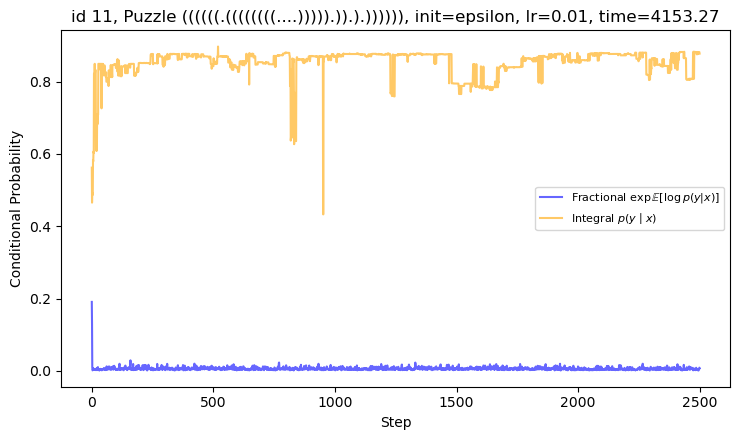 id 11, Puzzle ((((((.((((((((....))))).)).).)))))), init=epsilon, lr=0.01, time=4153.27
Conditional Probability
0.8
0.6
0.4
0.2
0.0
Fractional exp𝔼[log p(y|x)]
Integral p(y | x)
0
500
1000
1500
2000
2500
Step